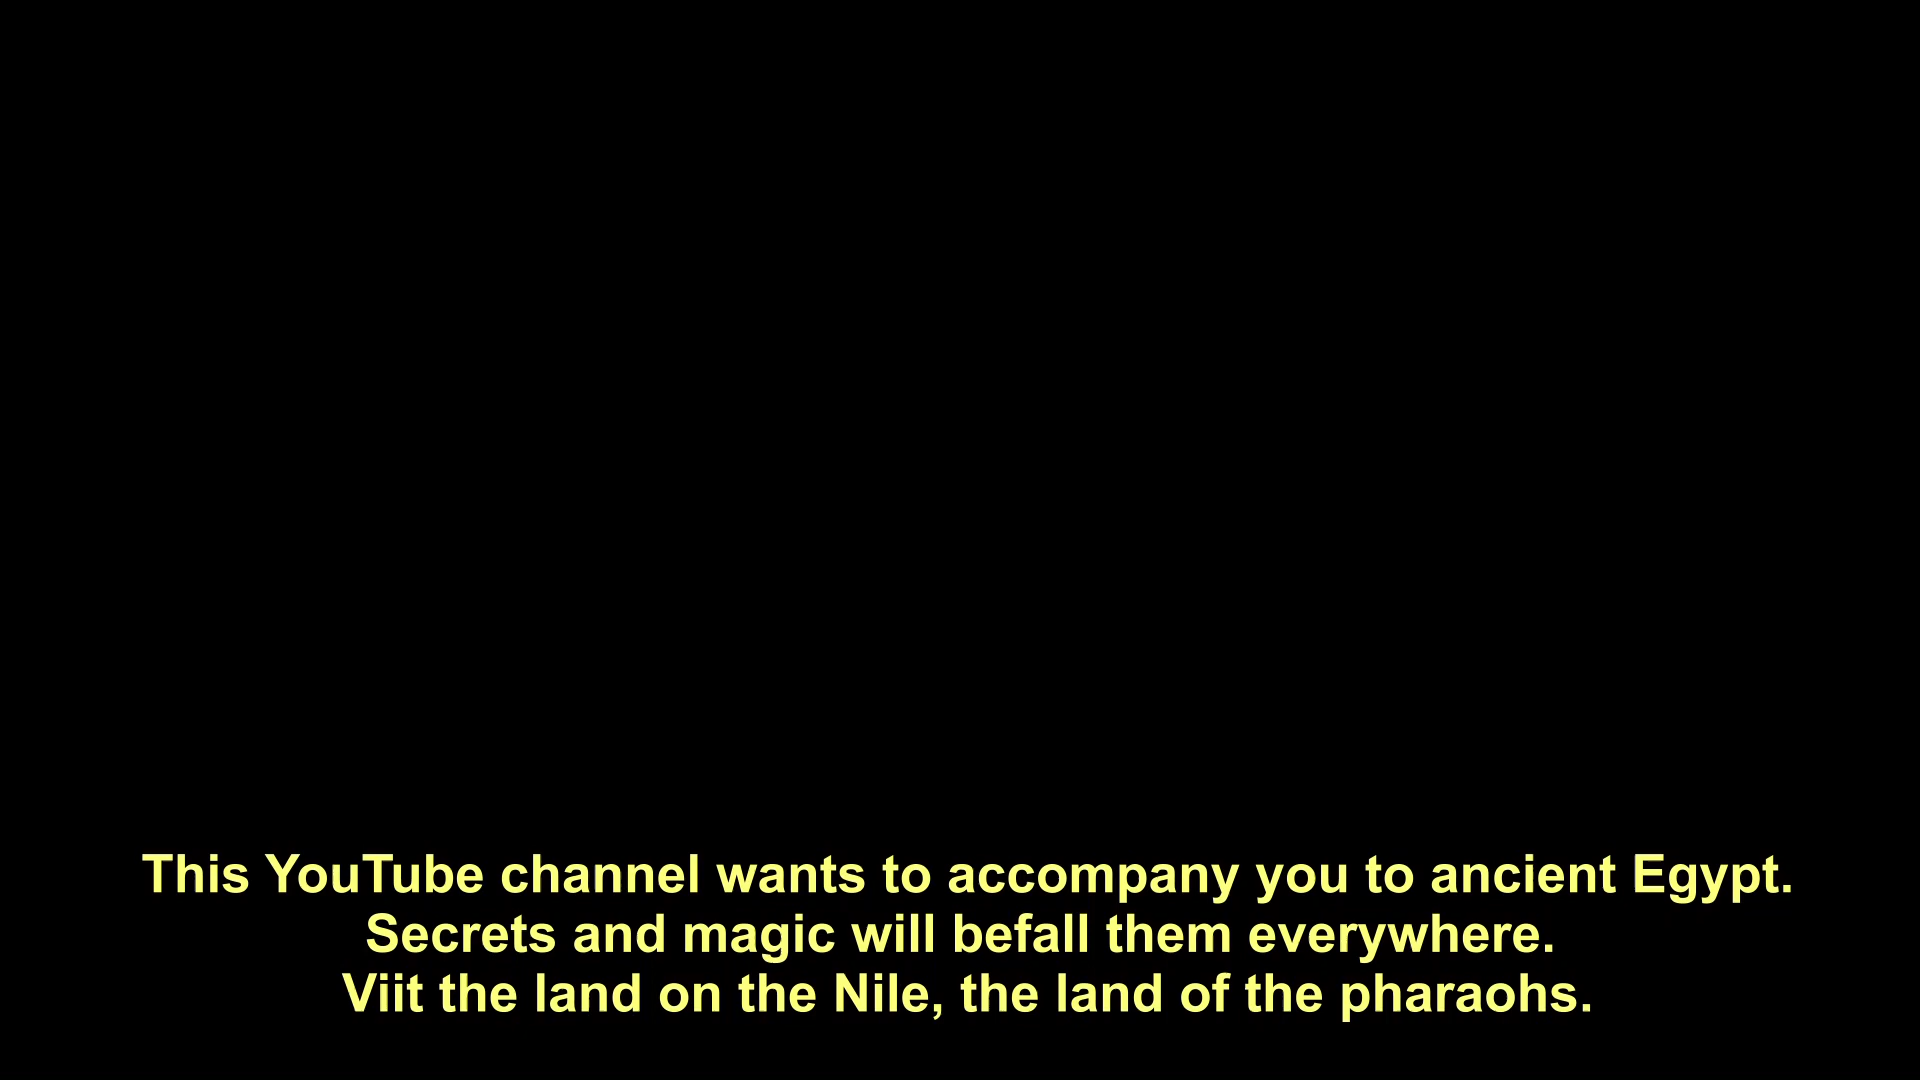 This YouTube channel wants to accompany you to ancient Egypt.
Secrets and magic will befall them everywhere.
Viit the land on the Nile, the land of the pharaohs.